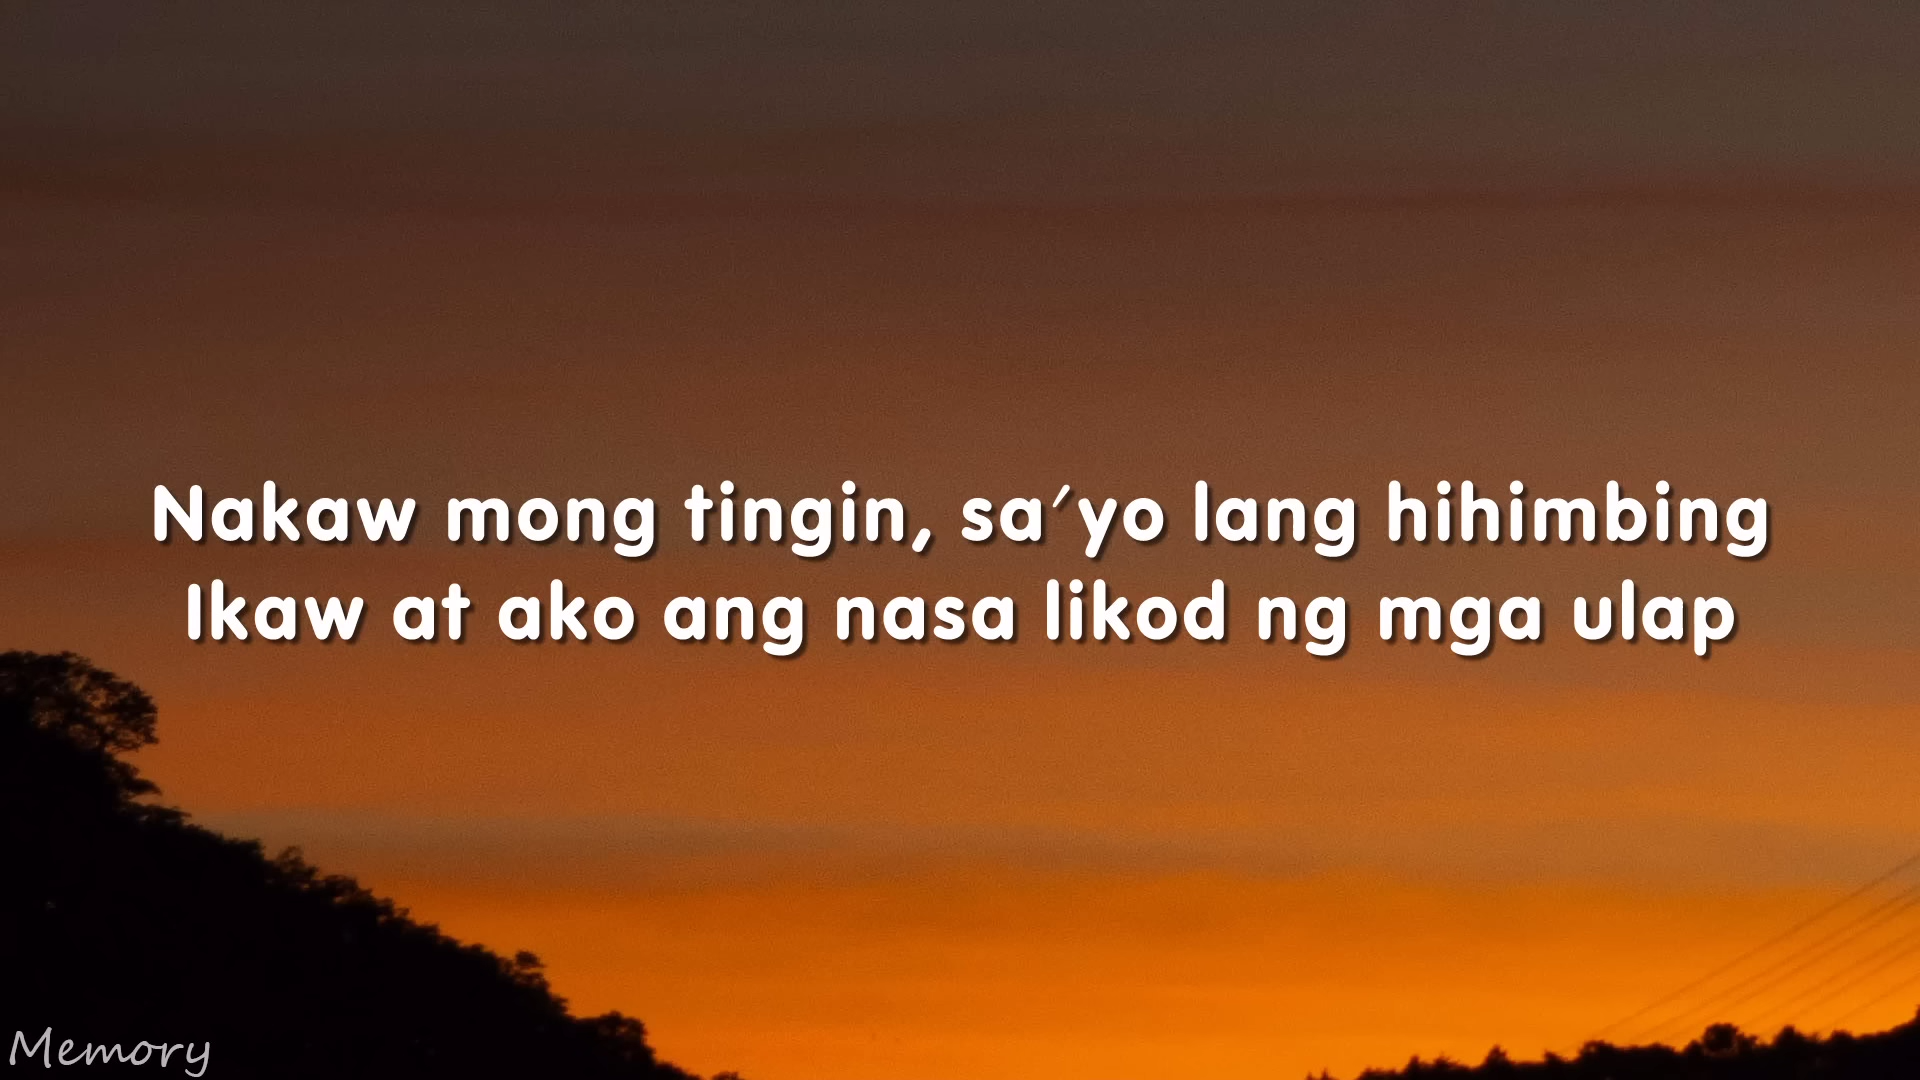 Nakaw mong tingin, sa′yo lang hihimbing
Ikaw at ako ang nasa likod ng mga ulap
Memory